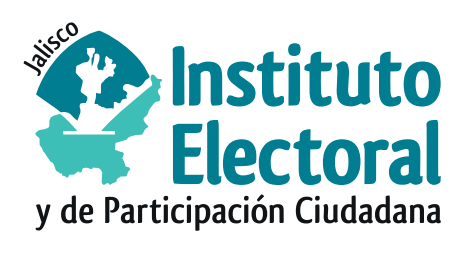 Jalisco
Instituto
Electoral
y de Participación Ciudadana